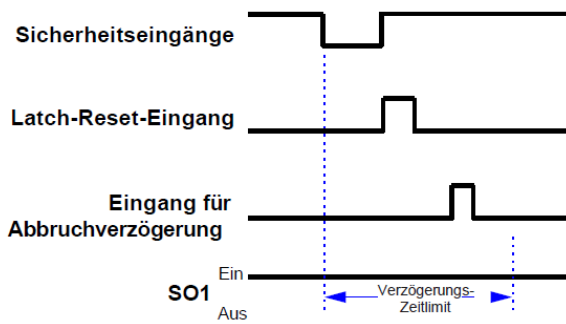 Sicherheitseingänge
Latch-Reset-Eingang
Eingang für
Abbruchverzögerung
Ein
SO1
Aus
Verzögerungs-
Zeitlimit